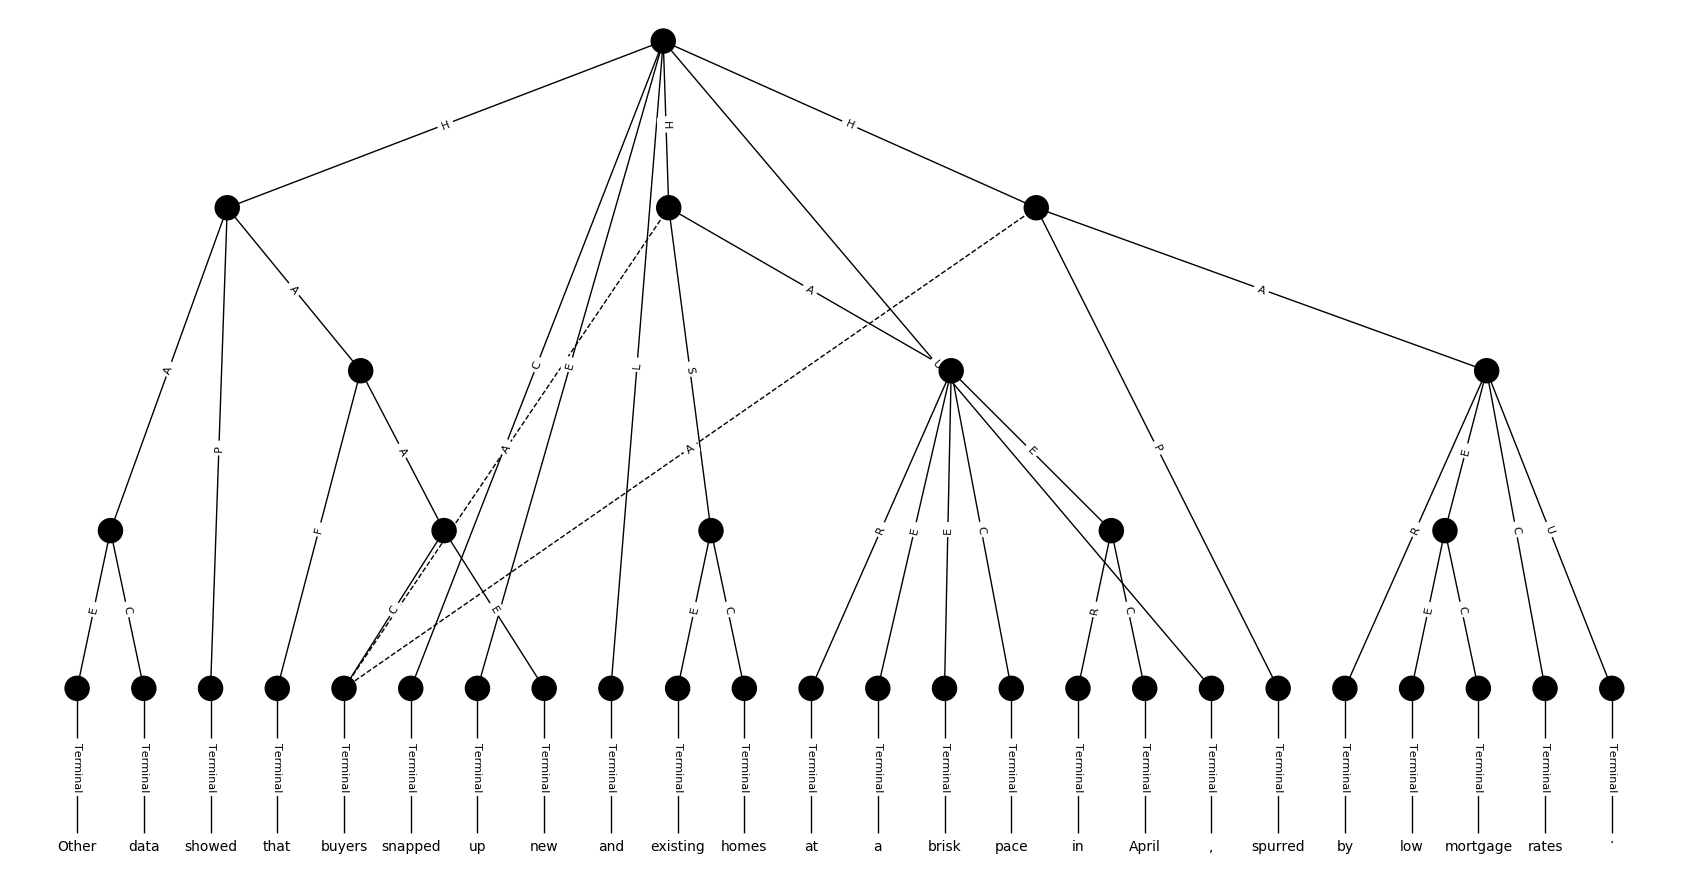 H H H
C E L U
A A A
A P F A A S R E E C E P R E C U
E C C E E C R C E C
Terminal Terminal Terminal Terminal Terminal Terminal Terminal Terminal Terminal Terminal Terminal Terminal Terminal Terminal Terminal Terminal Terminal Terminal Terminal Terminal Terminal Terminal Terminal Terminal
Other data showed that buyers snapped up new and existing homes at a brisk pace in April , spurred by low mortgage rates .